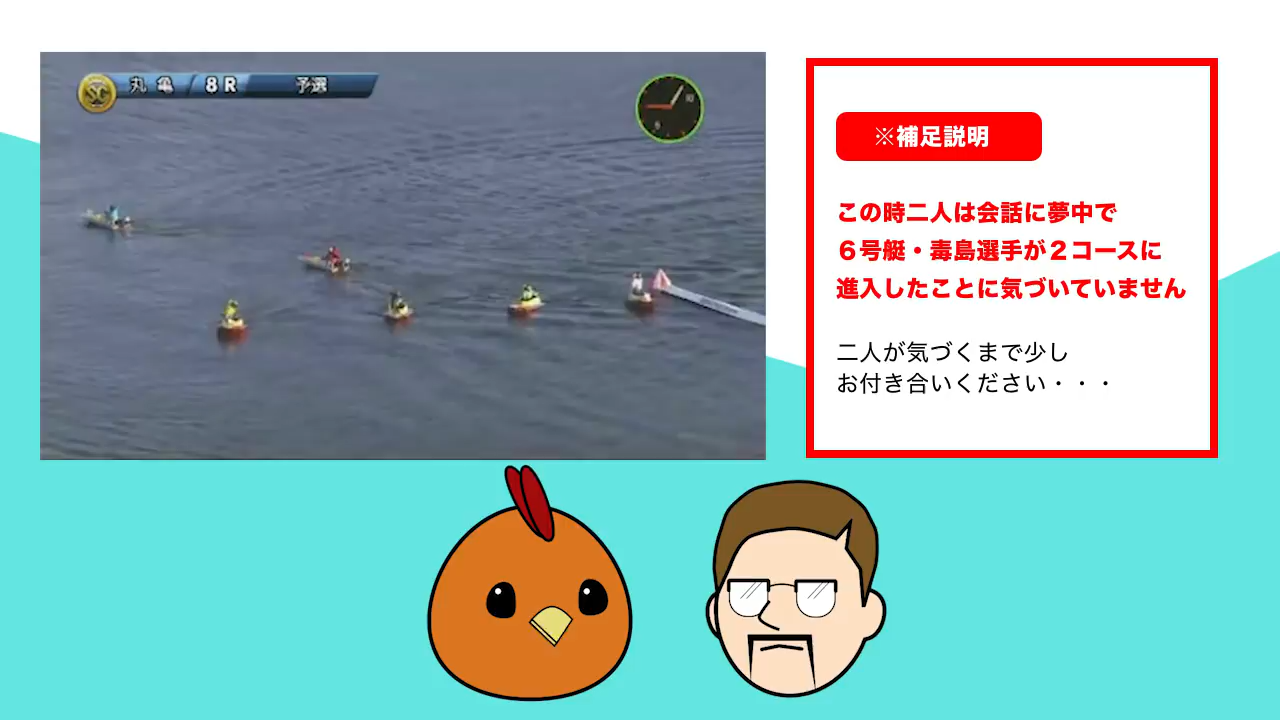 SG 丸亀 8R 予選
10
※補足説明
この時二人は会話に夢中で
６号艇・毒島選手が２コースに
進入したことに気づいていません
二人が気づくまで少し
お付き合いください・・・